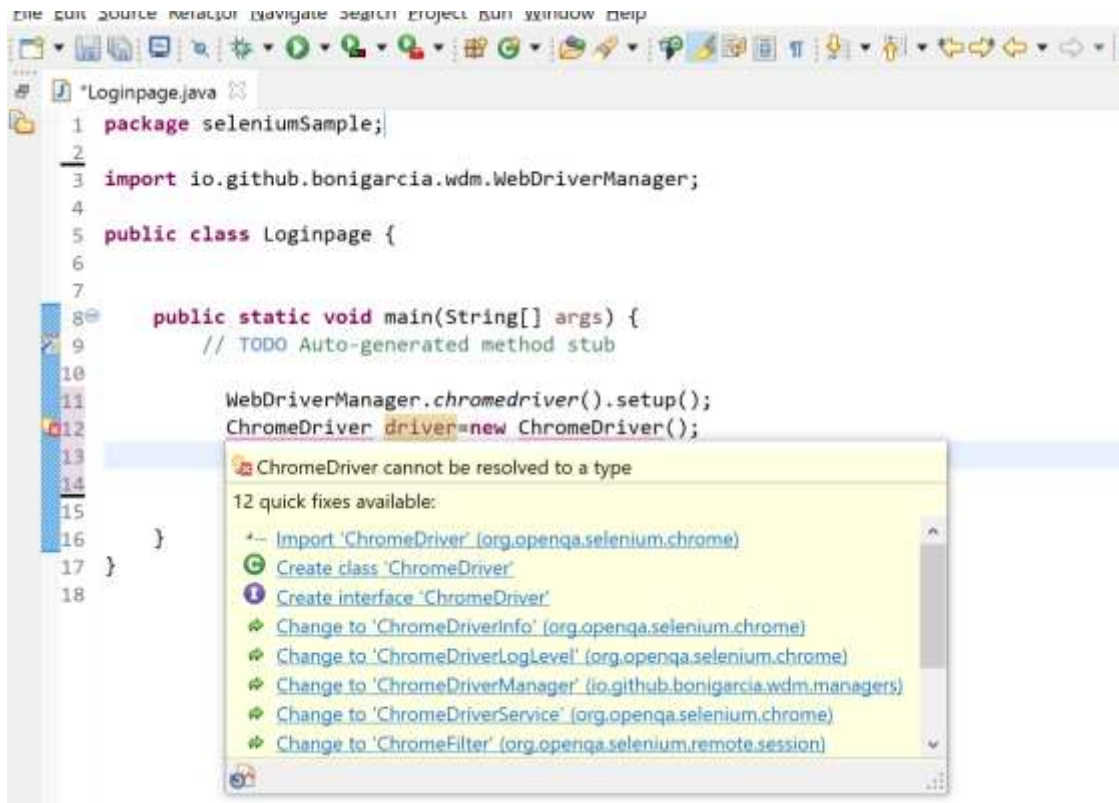 File Edit Source Refactor Navigate Search Project Run Window Help
*Loginpage.java
1 package seleniumSample;
2
3 import io.github.bonigarcia.wdm.WebDriverManager;
4
5 public class Loginpage {
6
7
8 public static void main(String[] args) {
9 // TODO Auto-generated method stub
10
11 WebDriverManager.chromedriver().setup();
12 ChromeDriver driver=new ChromeDriver();
13
14
15
16 }
17 }
18
ChromeDriver cannot be resolved to a type
12 quick fixes available:
Import 'ChromeDriver' (org.openqa.selenium.chrome)
Create class 'ChromeDriver'
Create interface 'ChromeDriver'
Change to 'ChromeDriverInfo' (org.openqa.selenium.chrome)
Change to 'ChromeDriverLogLevel' (org.openqa.selenium.chrome)
Change to 'ChromeDriverManager' (io.github.bonigarcia.wdm.managers)
Change to 'ChromeDriverService' (org.openqa.selenium.chrome)
Change to 'ChromeFilter' (org.openqa.selenium.remote.session)